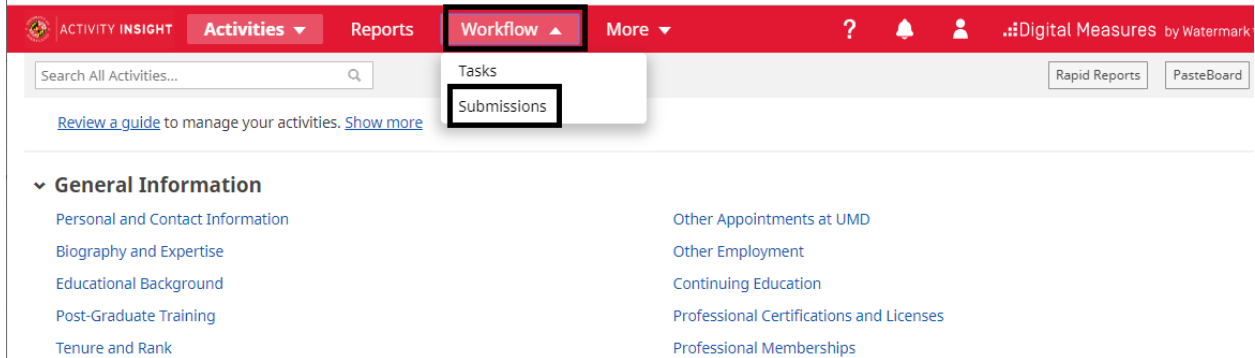 ACTIVITY INSIGHT Activities Reports Workflow More ? Digital Measures by Watermark
Search All Activities... Rapid Reports PasteBoard
Tasks
Submissions
Review a guide to manage your activities. Show more
General Information
Personal and Contact Information Other Appointments at UMD
Biography and Expertise Other Employment
Educational Background Continuing Education
Post-Graduate Training Professional Certifications and Licenses
Tenure and Rank Professional Memberships